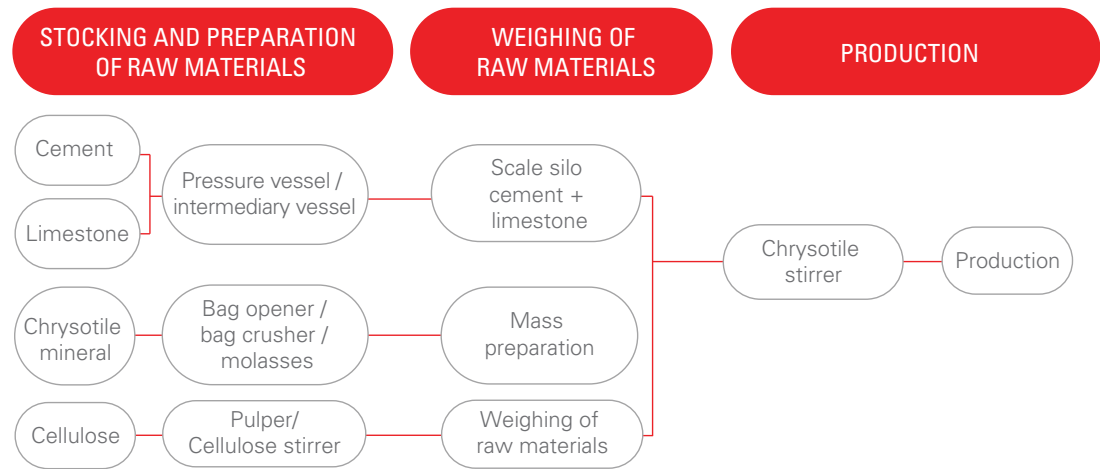 STOCKING AND PREPARATION
OF RAW MATERIALS
WEIGHING OF
RAW MATERIALS
PRODUCTION
Cement
Limestone
Pressure vessel /
intermediary vessel
Scale silo
cement +
limestone
Chrysotile
stirrer
Production
Chrysotile
mineral
Bag opener /
bag crusher /
molasses
Mass
preparation
Cellulose
Pulper/
Cellulose stirrer
Weighing of
raw materials